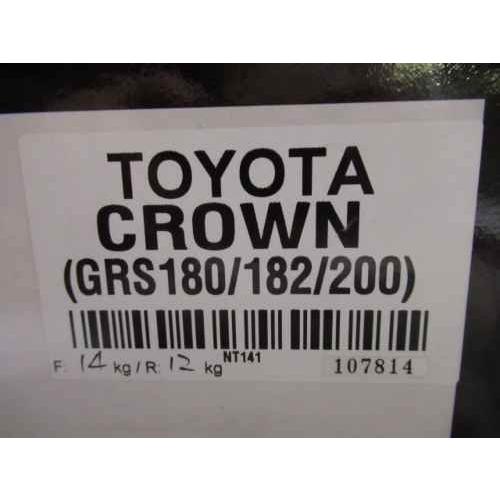 TOYOTA
CROWN
(GRS180/182/200)
F: 14 kg / R: 12 kg NT141 107814